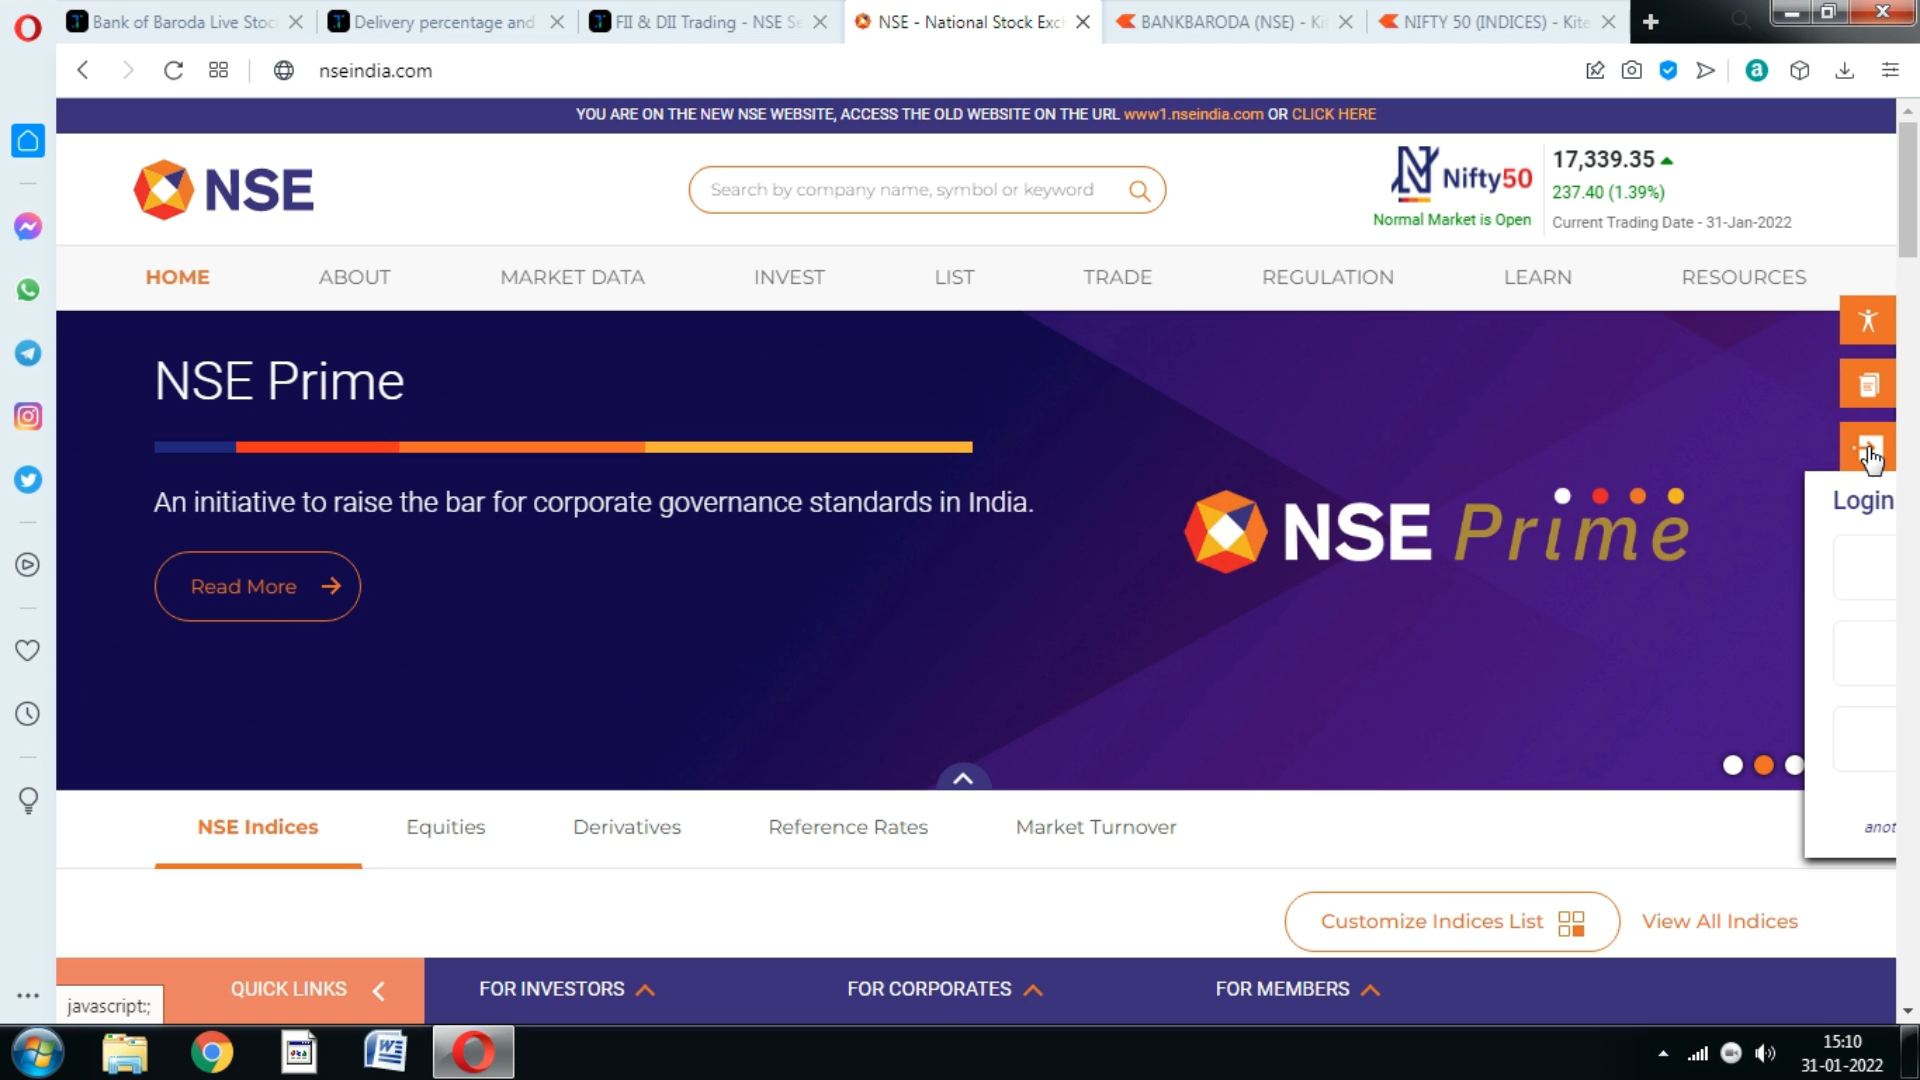 Bank of Baroda Live Stoc
Delivery percentage and
FII & DII Trading - NSE Se
NSE - National Stock Exc
BANKBARODA (NSE) - Ki
NIFTY 50 (INDICES) - Kite
nseindia.com
YOU ARE ON THE NEW NSE WEBSITE, ACCESS THE OLD WEBSITE ON THE URL www1.nseindia.com OR CLICK HERE
NSE
Search by company name, symbol or keyword
Nifty50
Normal Market is Open
17,339.35
237.40 (1.39%)
Current Trading Date - 31-Jan-2022
HOME
ABOUT
MARKET DATA
INVEST
LIST
TRADE
REGULATION
LEARN
RESOURCES
NSE Prime
An initiative to raise the bar for corporate governance standards in India.
Read More
NSE Prime
Login
anot
NSE Indices
Equities
Derivatives
Reference Rates
Market Turnover
Customize Indices List
View All Indices
QUICK LINKS
FOR INVESTORS
FOR CORPORATES
FOR MEMBERS
javascript:;
15:10
31-01-2022